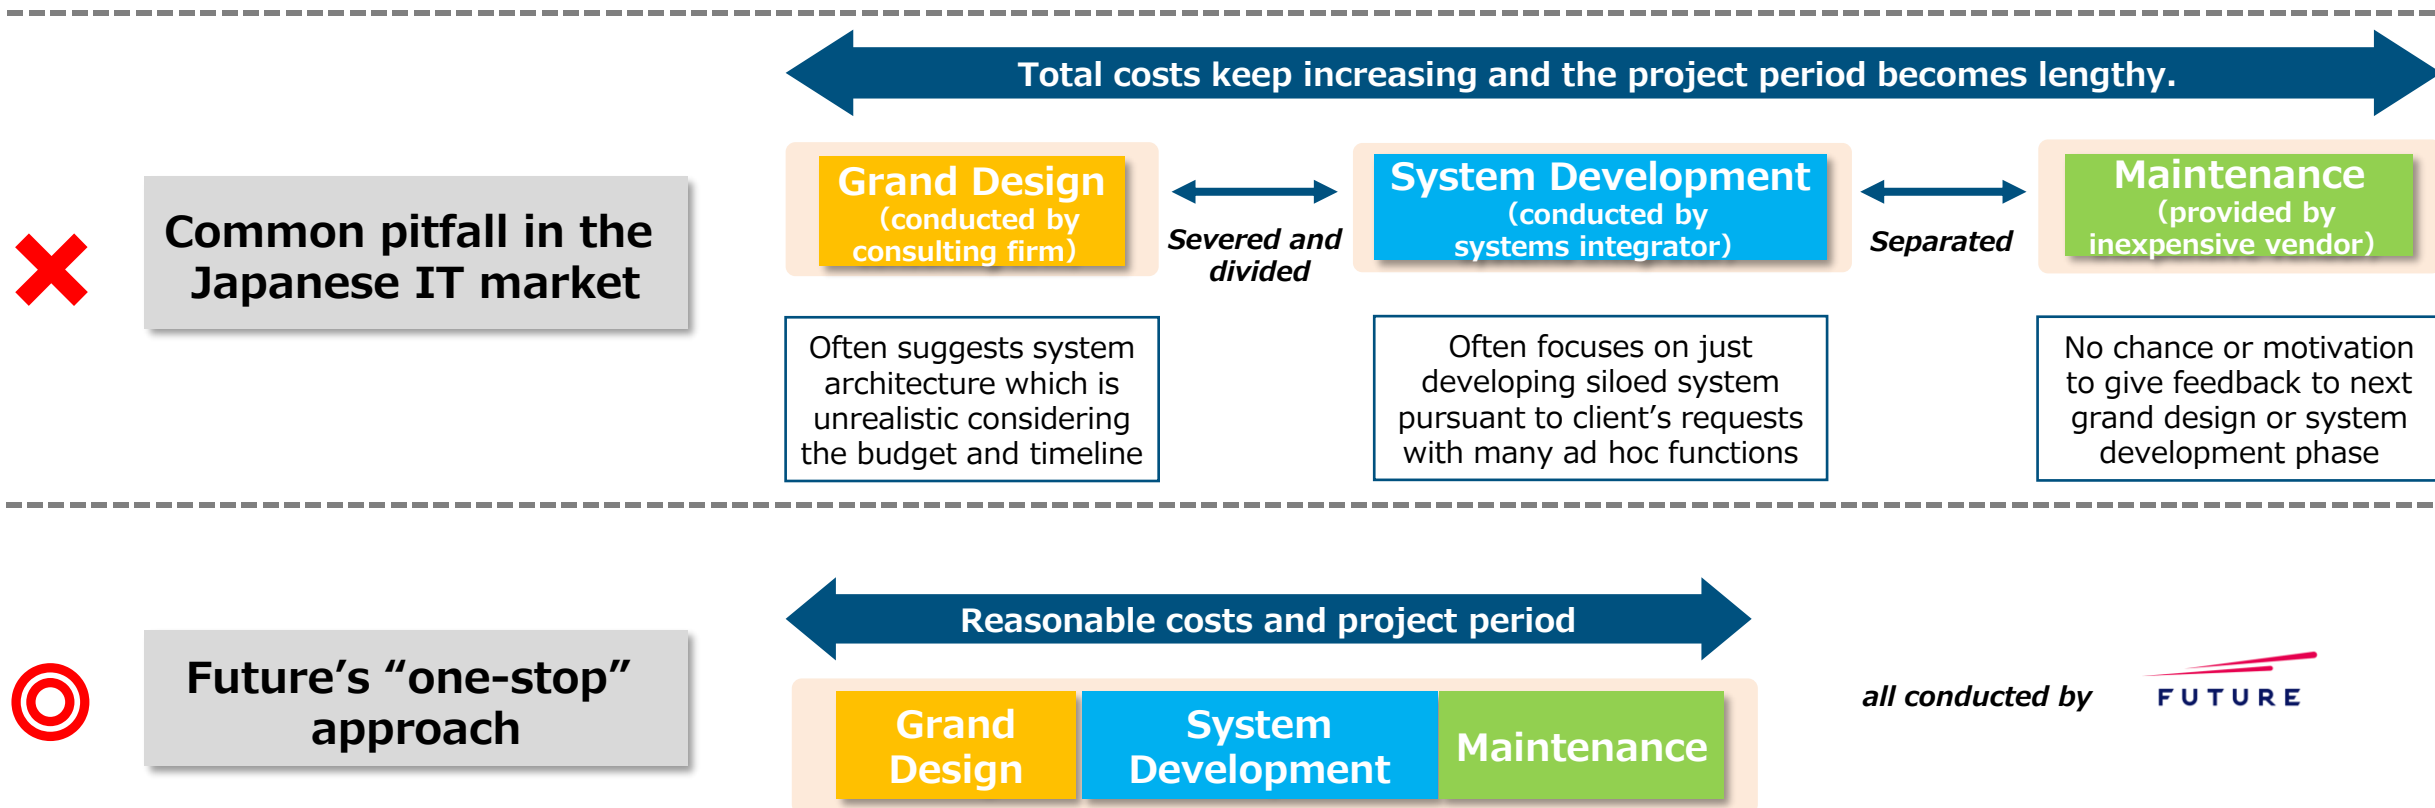 Total costs keep increasing and the project period becomes lengthy.
Common pitfall in the
Japanese IT market
Grand Design
(conducted by
consulting firm)
Severed and
divided
System Development
(conducted by
systems integrator)
Separated
Maintenance
(provided by
inexpensive vendor)
Often suggests system
architecture which is
unrealistic considering
the budget and timeline
Often focuses on just
developing siloed system
pursuant to client’s requests
with many ad hoc functions
No chance or motivation
to give feedback to next
grand design or system
development phase
Reasonable costs and project period
Future’s “one-stop”
approach
Grand
Design
System
Development
Maintenance
all conducted by
FUTURE